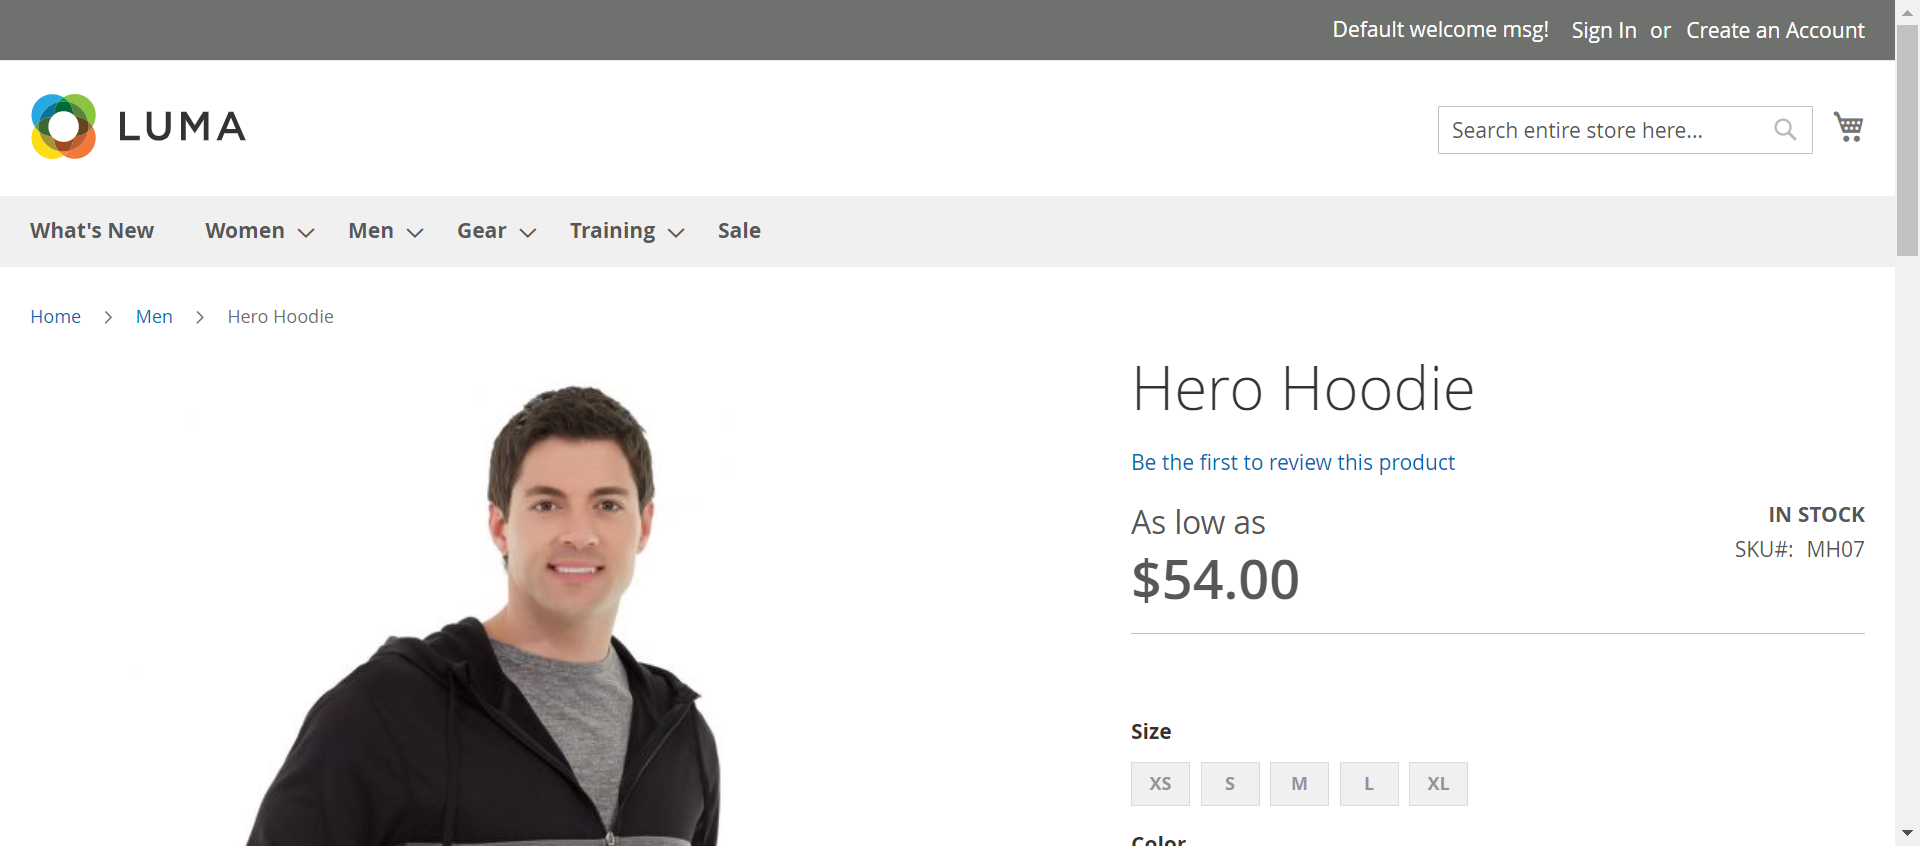 Default welcome msg! Sign In or Create an Account
LUMA
Search entire store here...
What's New Women Men Gear Training Sale
Home Men Hero Hoodie
Hero Hoodie
Be the first to review this product
As low as
$54.00
IN STOCK
SKU#: MH07
Size
XS S M L XL
Color